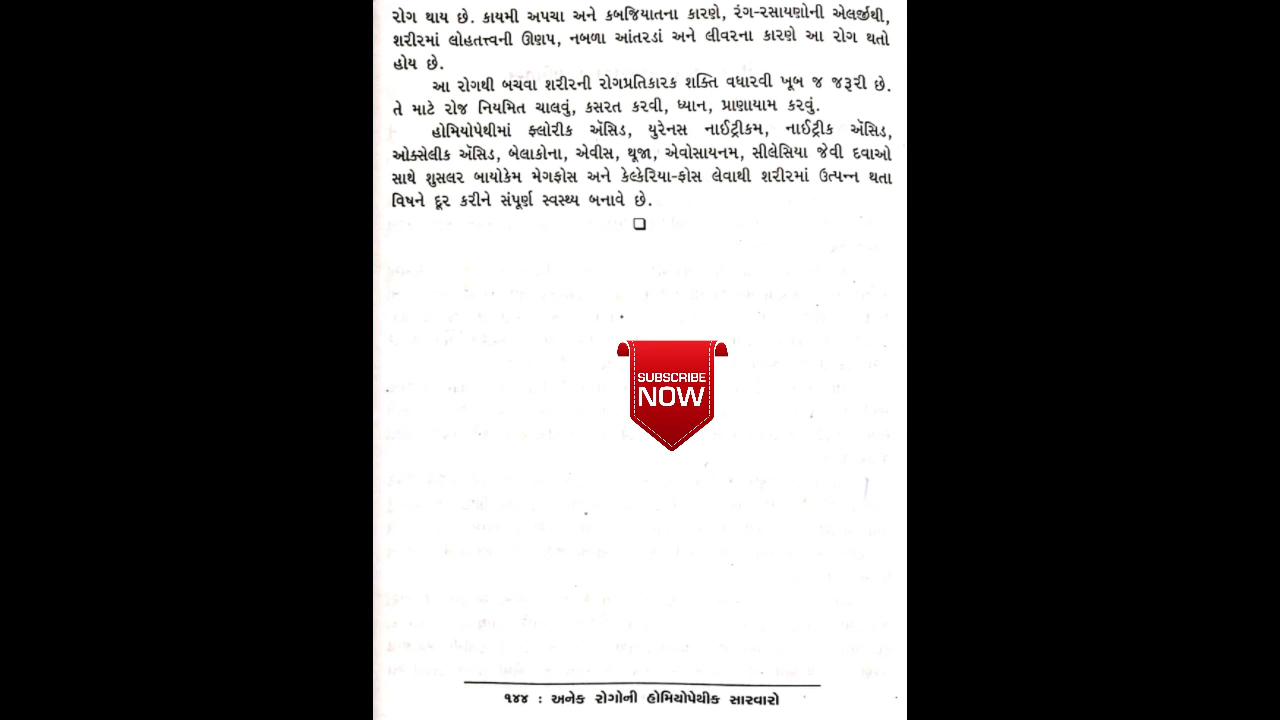 રોગ થાય છે. કાયમી અપચા અને કબજિયાતના કારણે, રંગ-રસાયણોની એલર્જીથી,
શરીરમાં લોહતત્ત્વની ઊણપ, નબળા આંતરડાં અને લીવરના કારણે આ રોગ થતો
હોય છે.
આ રોગથી બચવા શરીરની રોગપ્રતિકારક શક્તિ વધારવી ખૂબ જ જરૂરી છે.
તે માટે રોજ નિયમિત ચાલવું, કસરત કરવી, ધ્યાન, પ્રાણાયામ કરવું.
હોમિયોપેથીમાં ફ્લોરીક ઍસિડ, યુરેનસ નાઈટ્રીકમ, નાઈટ્રીક ઍસિડ,
ઓક્સેલીક ઍસિડ, બેલાકોના, એવીસ, થૂજા, એવોસાયનમ, સીલેસિયા જેવી દવાઓ
સાથે શુસલર બાયોકેમ મેગફોસ અને કેલ્કેરિયા-ફોસ લેવાથી શરીરમાં ઉત્પન્ન થતા
વિષને દૂર કરીને સંપૂર્ણ સ્વસ્થ્ય બનાવે છે.
SUBSCRIBE
NOW
૧૪૪ : અનેક રોગોની હોમિયોપેથીક સારવારો